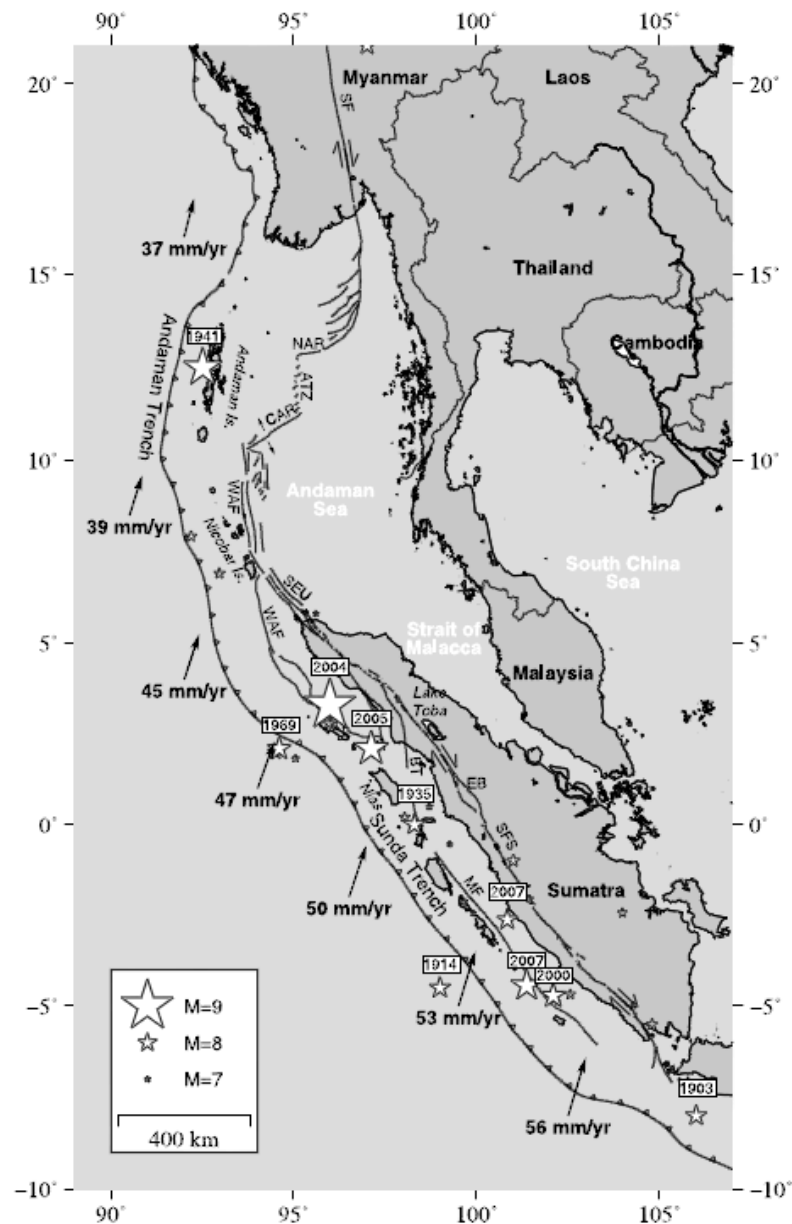 90° 95° 100° 105°
20° 20°
Myanmar
Laos
SF
37 mm/yr
15° 15°
Thailand
Andaman Trench
1941
Andaman Is.
NAR
ATZ
Cambodia
CAR
10° 10°
WAF
Andaman
Sea
39 mm/yr
Nicobar Is.
South China
Sea
SEU
WAF
5° 5°
Strait of
Malacca
Malaysia
45 mm/yr
2004
Lake
Toba
1969
2005
47 mm/yr
BT
EB
1935
Nias
0° 0°
Sunda Trench
SFS
MF
2007
Sumatra
50 mm/yr
1914
2007
2000
−5° −5°
53 mm/yr
M=9
M=8
M=7
400 km
1903
56 mm/yr
−10° −10°
90° 95° 100° 105°